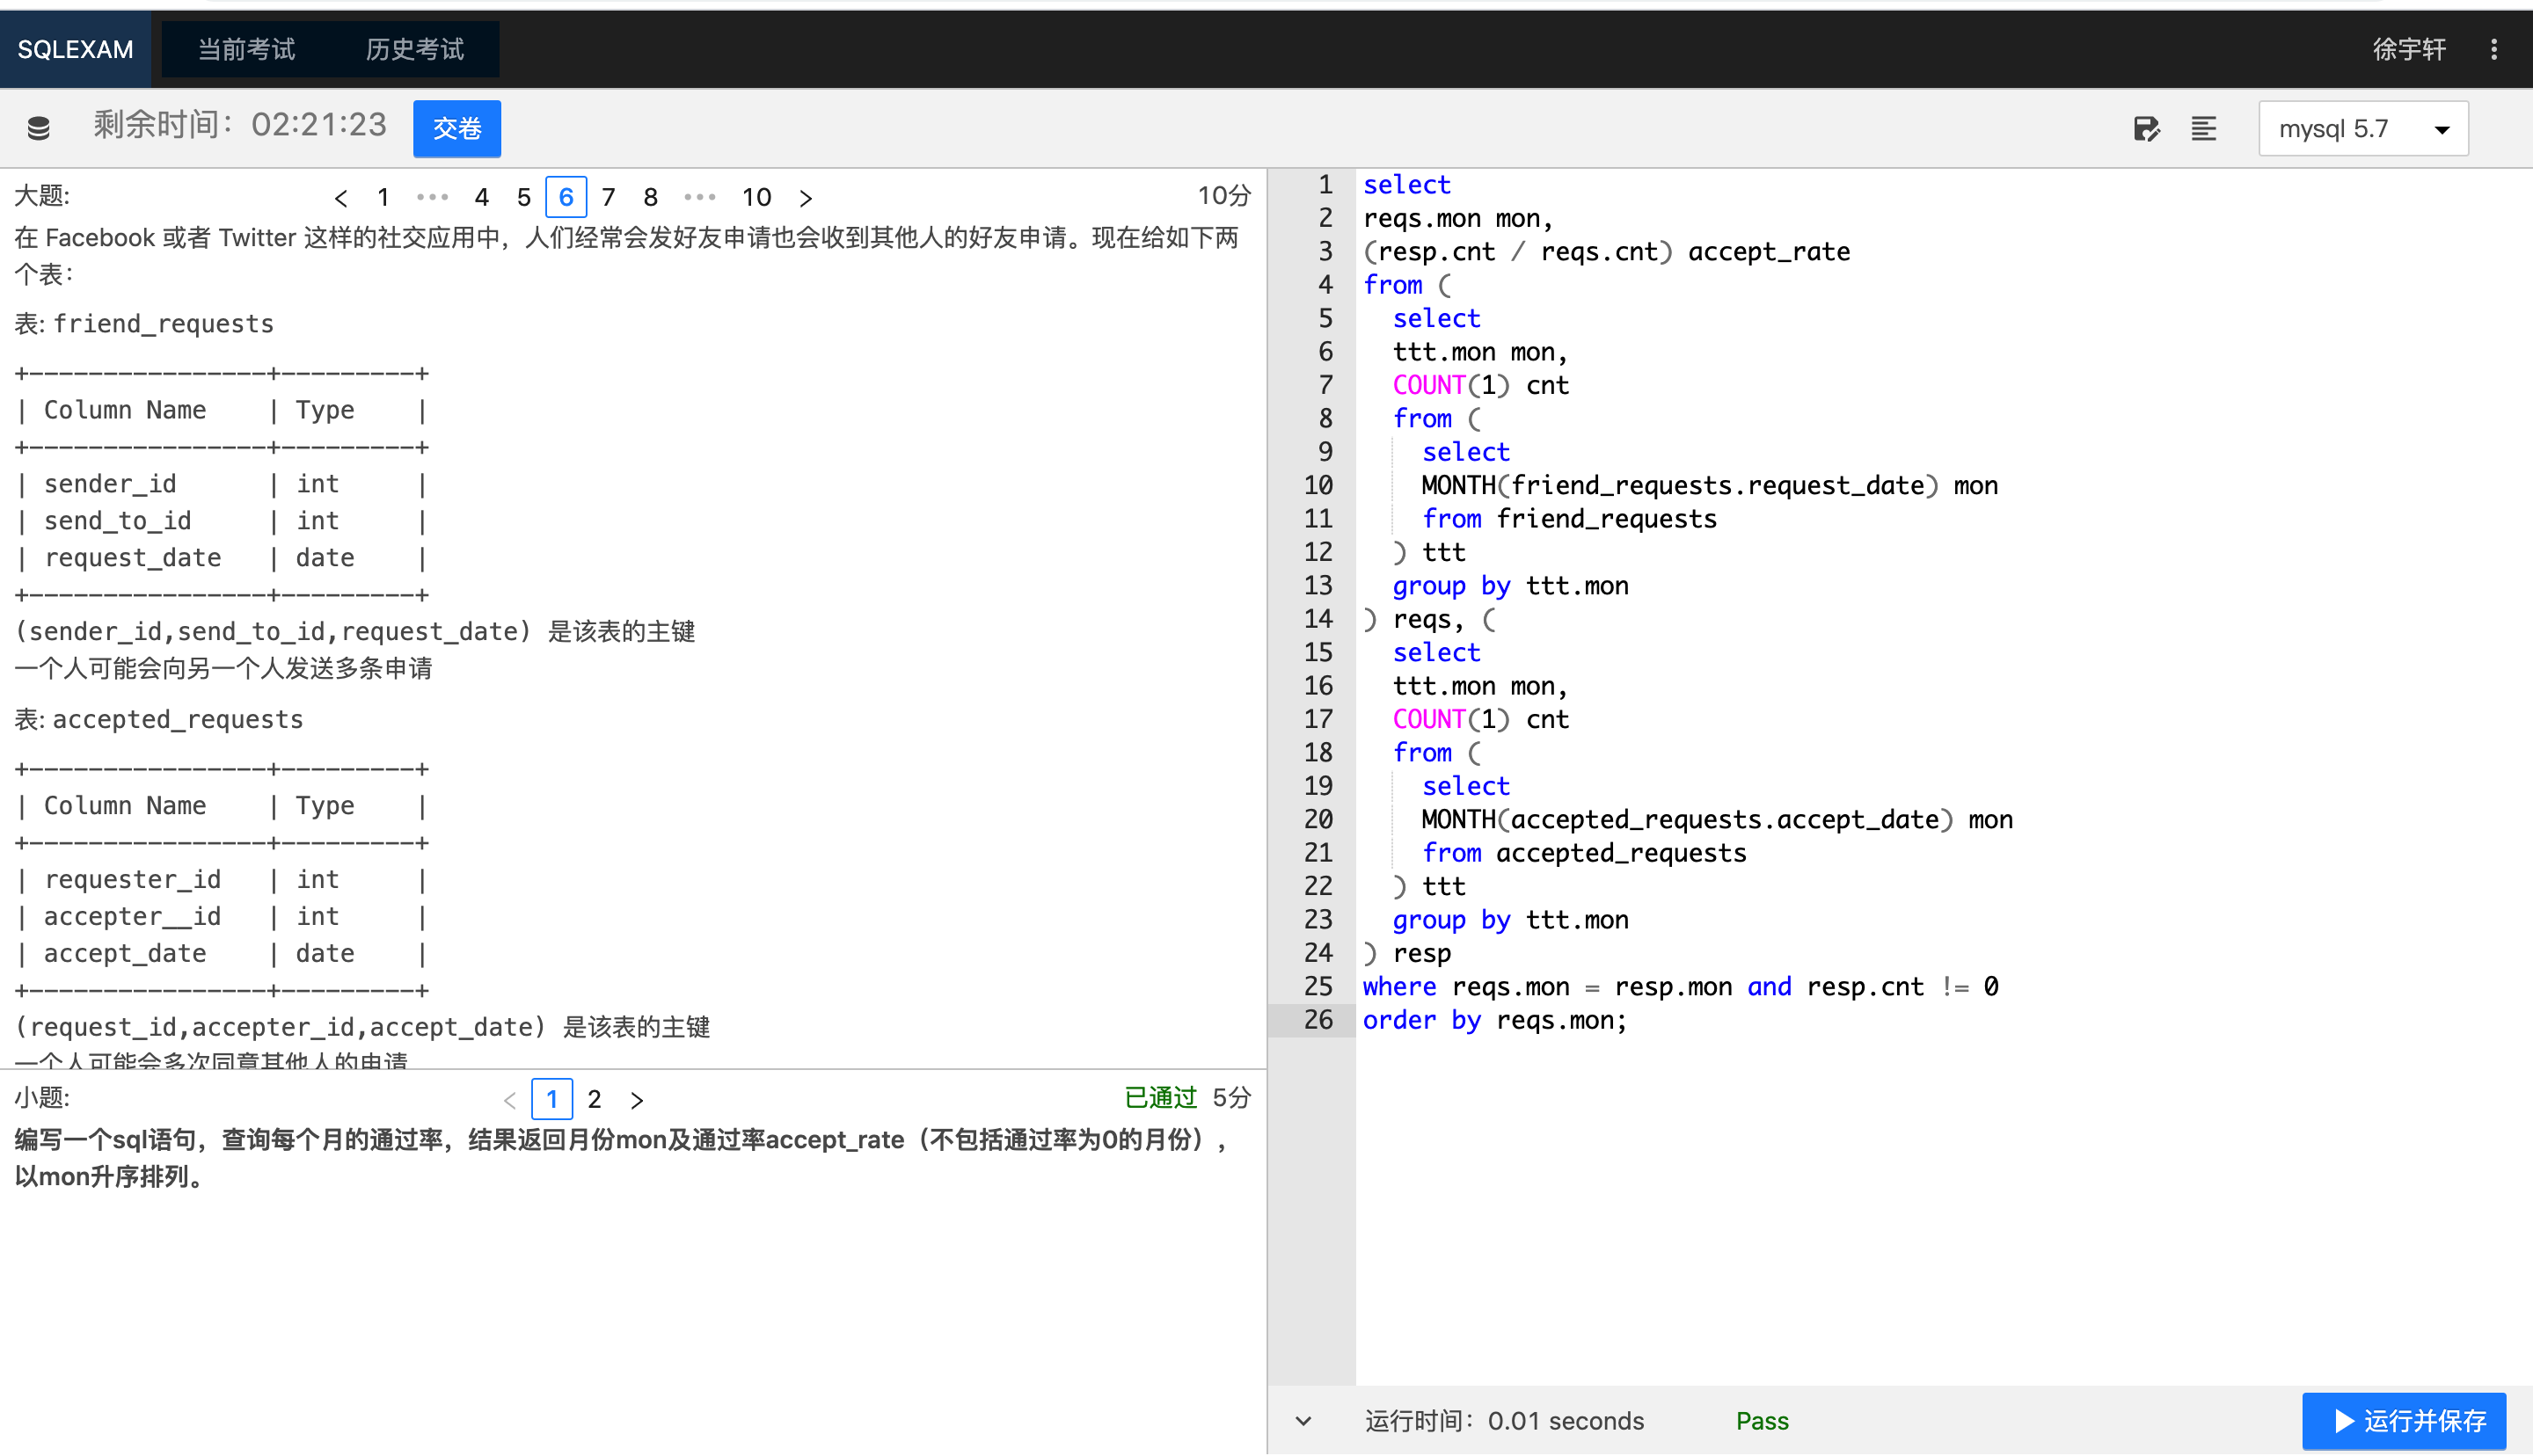 SQLEXAM 当前考试 历史考试 徐宇轩
剩余时间：02:21:23 交卷 mysql 5.7
大题: < 1 ••• 4 5 6 7 8 ••• 10 > 10分
在 Facebook 或者 Twitter 这样的社交应用中，人们经常会发好友申请也会收到其他人的好友申请。现在给如下两
个表：
表: friend_requests
+----------------+---------+
| Column Name    | Type    |
+----------------+---------+
| sender_id      | int     |
| send_to_id     | int     |
| request_date   | date    |
+----------------+---------+
(sender_id,send_to_id,request_date) 是该表的主键
一个人可能会向另一个人发送多条申请
表: accepted_requests
+----------------+---------+
| Column Name    | Type    |
+----------------+---------+
| requester_id   | int     |
| accepter__id   | int     |
| accept_date    | date    |
+----------------+---------+
(request_id,accepter_id,accept_date) 是该表的主键
一个人可能会多次同意其他人的申请
小题: < 1 2 > 已通过 5分
编写一个sql语句，查询每个月的通过率，结果返回月份mon及通过率accept_rate（不包括通过率为0的月份），
以mon升序排列。
1 select
2 reqs.mon mon,
3 (resp.cnt / reqs.cnt) accept_rate
4 from (
5   select
6   ttt.mon mon,
7   COUNT(1) cnt
8   from (
9     select
10     MONTH(friend_requests.request_date) mon
11     from friend_requests
12   ) ttt
13   group by ttt.mon
14 ) reqs, (
15   select
16   ttt.mon mon,
17   COUNT(1) cnt
18   from (
19     select
20     MONTH(accepted_requests.accept_date) mon
21     from accepted_requests
22   ) ttt
23   group by ttt.mon
24 ) resp
25 where reqs.mon = resp.mon and resp.cnt != 0
26 order by reqs.mon;
运行时间：0.01 seconds Pass 运行并保存